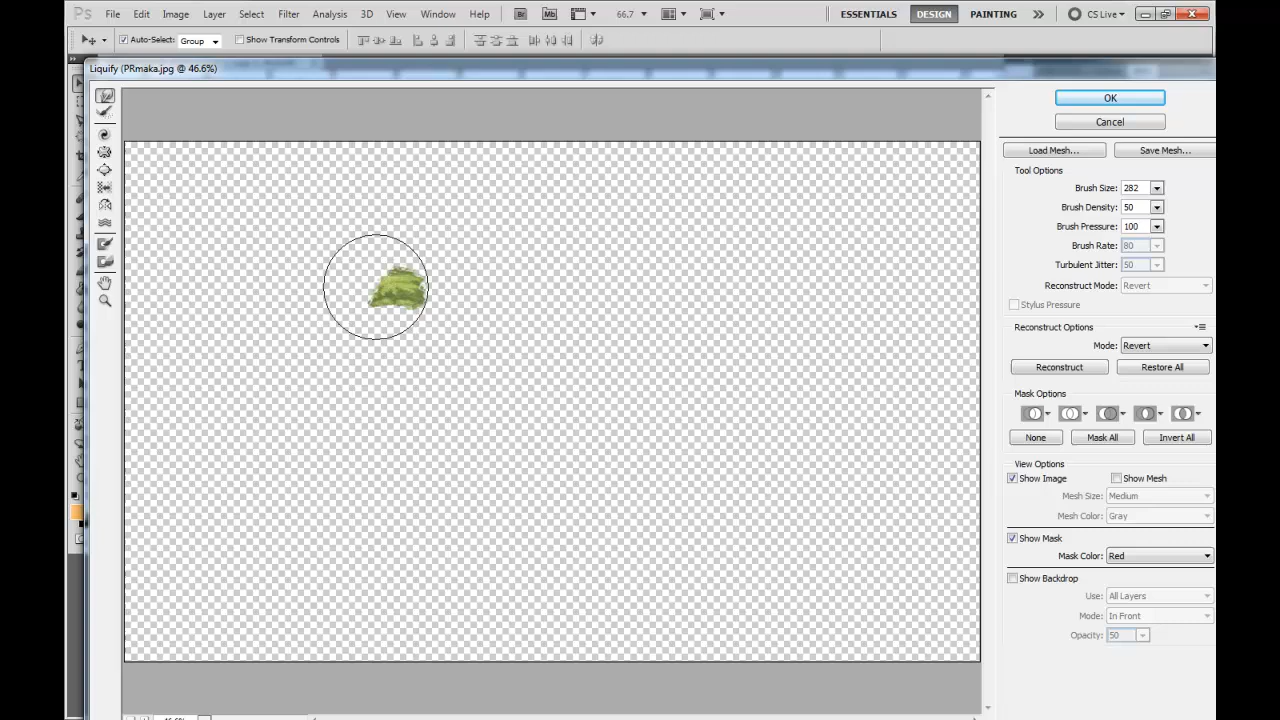 Ps File Edit Image Layer Select Filter Analysis 3D View Window Help Br Mb 66.7 ESSENTIALS DESIGN PAINTING CS Live
Auto-Select: Group Show Transform Controls
Liquify (PRmaka.jpg @ 46.6%)
OK
Cancel
Load Mesh... Save Mesh...
Tool Options
Brush Size: 282
Brush Density: 50
Brush Pressure: 100
Brush Rate: 80
Turbulent Jitter: 50
Reconstruct Mode: Revert
Stylus Pressure
Reconstruct Options
Mode: Revert
Reconstruct Restore All
Mask Options
None Mask All Invert All
View Options
Show Image Show Mesh
Mesh Size: Medium
Mesh Color: Gray
Show Mask
Mask Color: Red
Show Backdrop
Use: All Layers
Mode: In Front
Opacity: 50